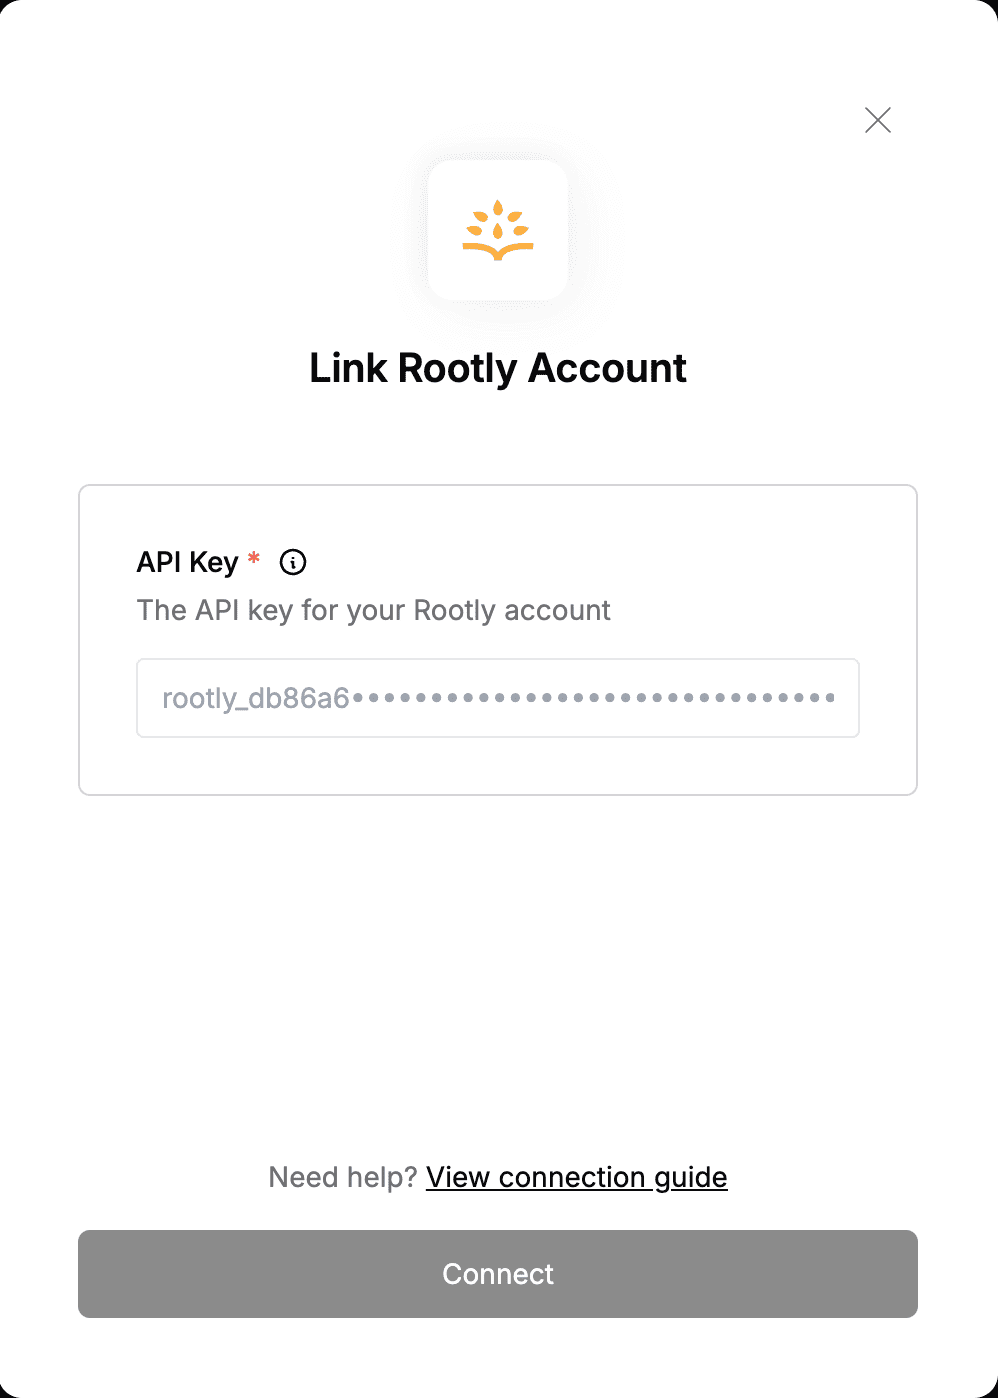 Link Rootly Account
API Key *
The API key for your Rootly account
rootly_db86a6•••••••••••••••••••••••••••••••
Need help? View connection guide
Connect